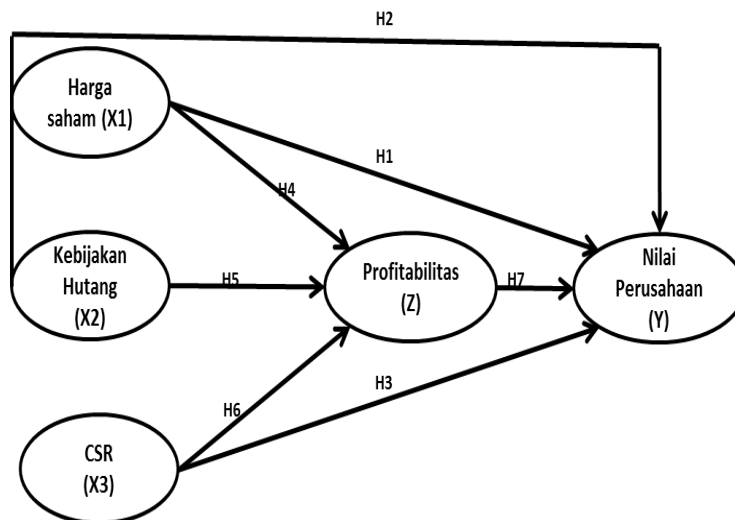 H2
Harga
saham (X1)
H1
H4
Kebijakan
Hutang
(X2)
H5
Profitabilitas
(Z)
H7
Nilai
Perusahaan
(Y)
H3
H6
CSR
(X3)